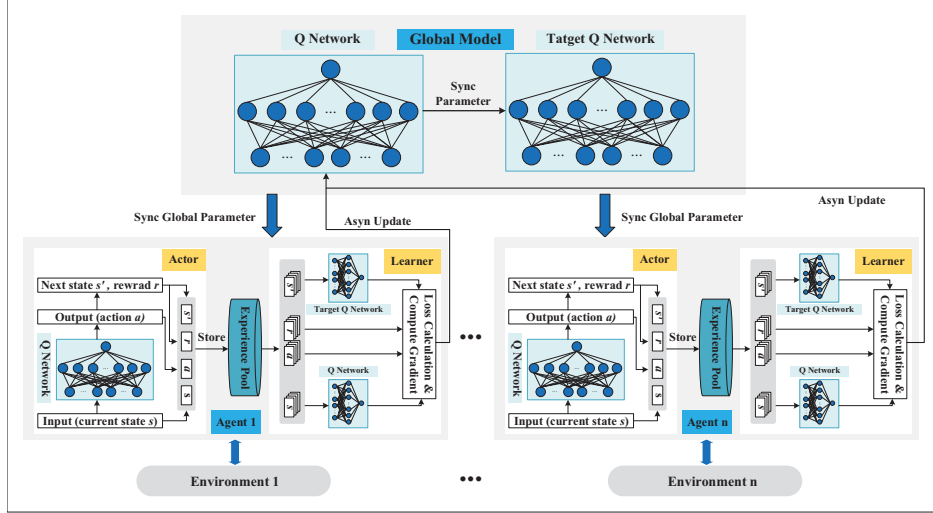 Q Network
Global Model
Tatget Q Network
...
Sync
Parameter
...
...
...
...
...
Sync Global Parameter
Asyn Update
Sync Global Parameter
Asyn Update
Actor
Next state s′, rewrad r
Output (action a)
Q Network
...
...
...
Input (current state s)
s′
r
a
s
Store
Experience Pool
Agent 1
Learner
s′
r
a
s
Target Q Network
Q Network
Loss Calculation &
Compute Gradient
...
Actor
Next state s′, rewrad r
Output (action a)
Q Network
...
...
...
Input (current state s)
s′
r
a
s
Store
Experience Pool
Agent n
Learner
s′
r
a
s
Target Q Network
Q Network
Loss Calculation &
Compute Gradient
Environment 1
...
Environment n